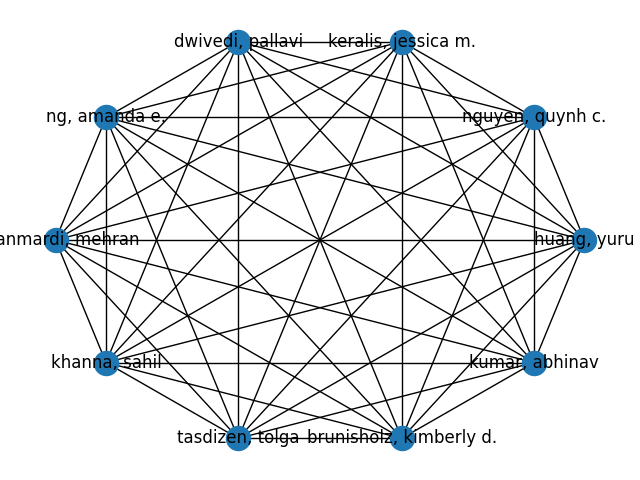 dwivedi, pallavi
keralis, jessica m.
ng, amanda e.
nguyen, quynh c.
anmardi, mehran
huang, yuru
khanna, sahil
kumar, abhinav
tasdizen, tolga
brunisholz, kimberly d.